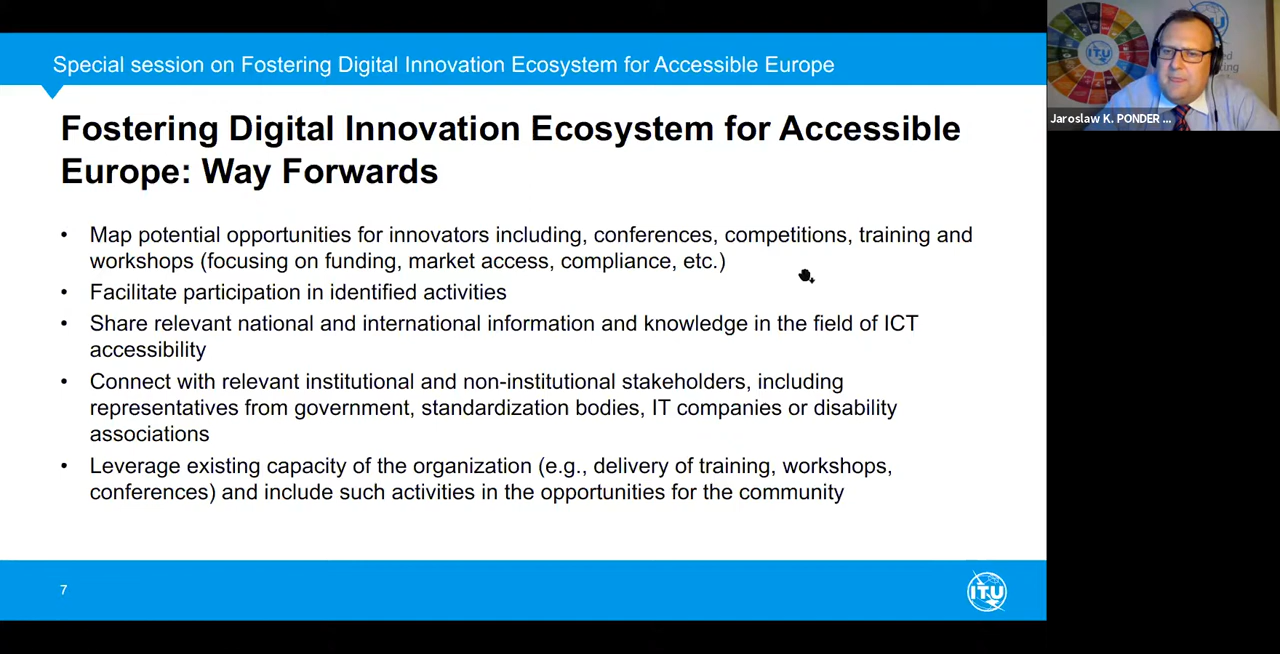 Special session on Fostering Digital Innovation Ecosystem for Accessible Europe
Fostering Digital Innovation Ecosystem for Accessible
Europe: Way Forwards
• Map potential opportunities for innovators including, conferences, competitions, training and
workshops (focusing on funding, market access, compliance, etc.)
• Facilitate participation in identified activities
• Share relevant national and international information and knowledge in the field of ICT
accessibility
• Connect with relevant institutional and non-institutional stakeholders, including
representatives from government, standardization bodies, IT companies or disability
associations
• Leverage existing capacity of the organization (e.g., delivery of training, workshops,
conferences) and include such activities in the opportunities for the community
7
ITU
ITU
Jaroslaw K. PONDER ...